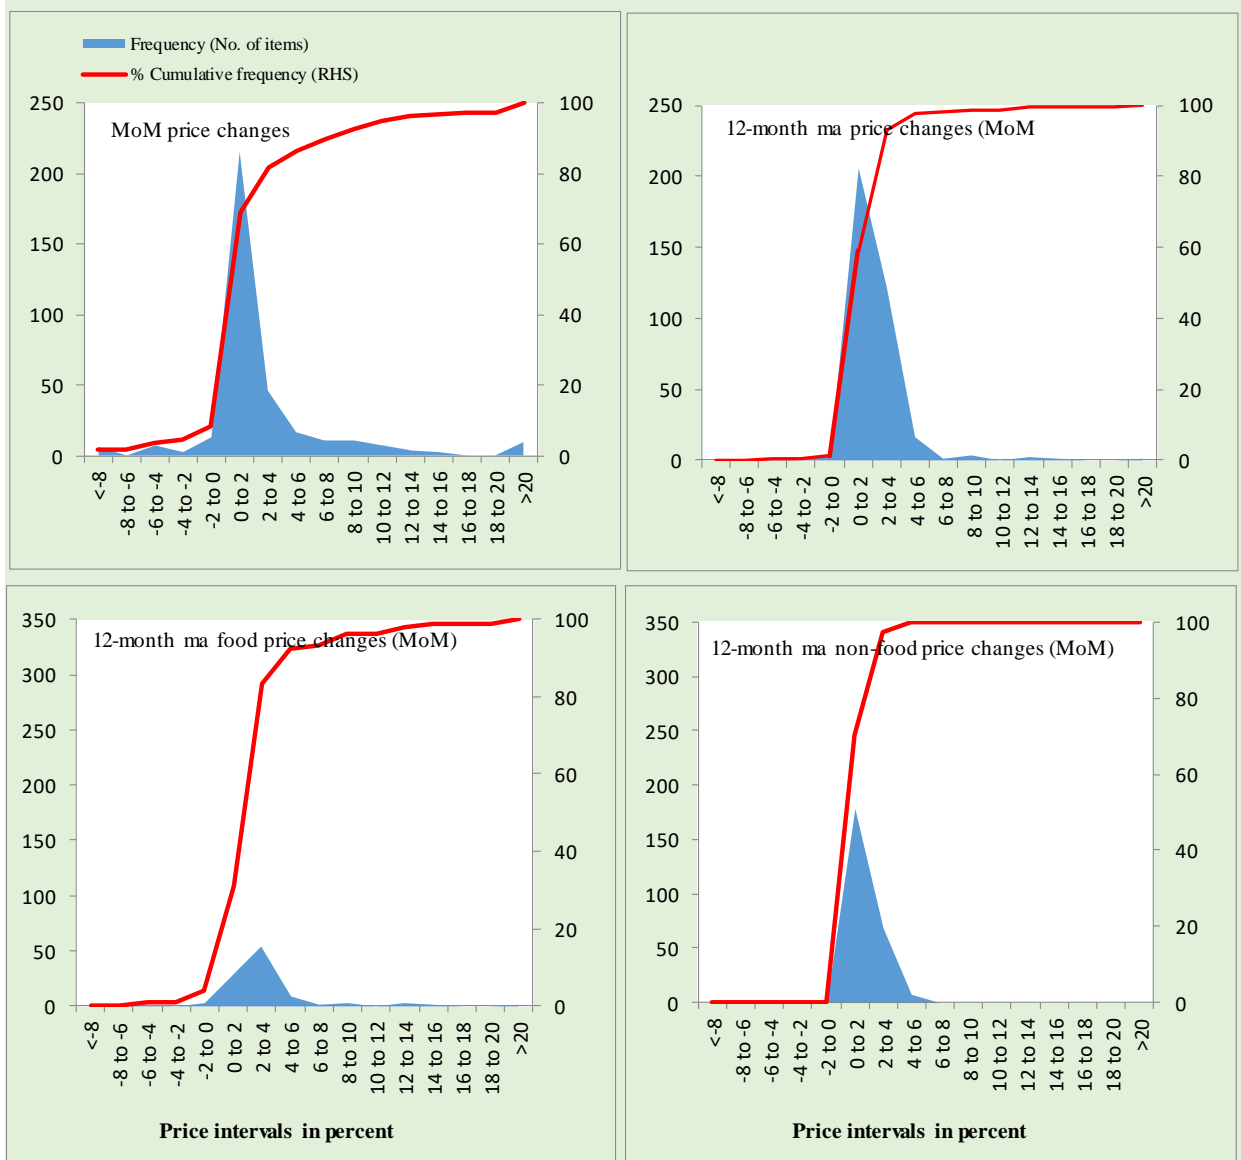 Frequency (No. of items)
% Cumulative frequency (RHS)
MoM price changes
250
200
150
100
50
0
100
80
60
40
20
0
<-8
-8 to -6
-6 to -4
-4 to -2
-2 to 0
0 to 2
2 to 4
4 to 6
6 to 8
8 to 10
10 to 12
12 to 14
14 to 16
16 to 18
18 to 20
>20
12-month ma price changes (MoM
250
200
150
100
50
0
100
80
60
40
20
0
<-8
-8 to -6
-6 to -4
-4 to -2
-2 to 0
0 to 2
2 to 4
4 to 6
6 to 8
8 to 10
10 to 12
12 to 14
14 to 16
16 to 18
18 to 20
>20
12-month ma food price changes (MoM)
350
300
250
200
150
100
50
0
100
80
60
40
20
0
<-8
-8 to -6
-6 to -4
-4 to -2
-2 to 0
0 to 2
2 to 4
4 to 6
6 to 8
8 to 10
10 to 12
12 to 14
14 to 16
16 to 18
18 to 20
>20
Price intervals in percent
12-month ma non-food price changes (MoM)
350
300
250
200
150
100
50
0
100
80
60
40
20
0
<-8
-8 to -6
-6 to -4
-4 to -2
-2 to 0
0 to 2
2 to 4
4 to 6
6 to 8
8 to 10
10 to 12
12 to 14
14 to 16
16 to 18
18 to 20
>20
Price intervals in percent